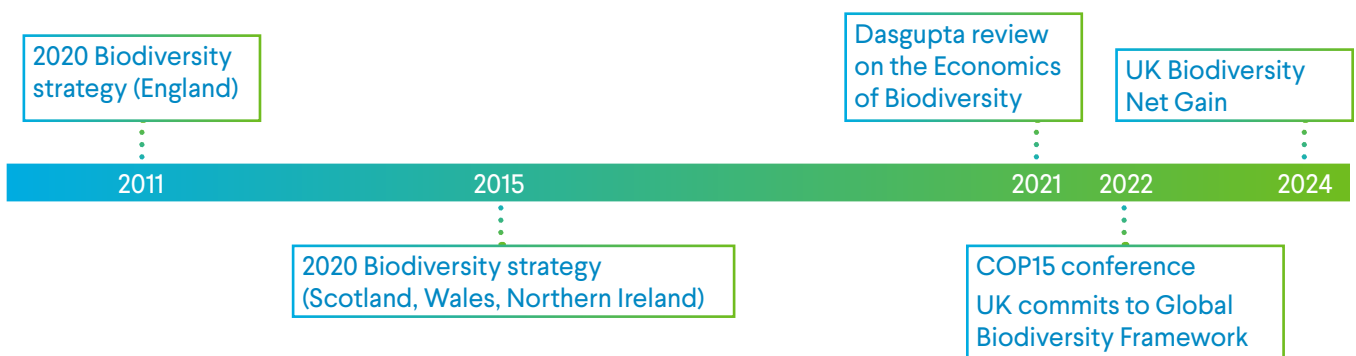 2020 Biodiversity
strategy (England)
Dasgupta review
on the Economics
of Biodiversity
UK Biodiversity
Net Gain
2011
2015
2021
2022
2024
2020 Biodiversity strategy
(Scotland, Wales, Northern Ireland)
COP15 conference
UK commits to Global
Biodiversity Framework